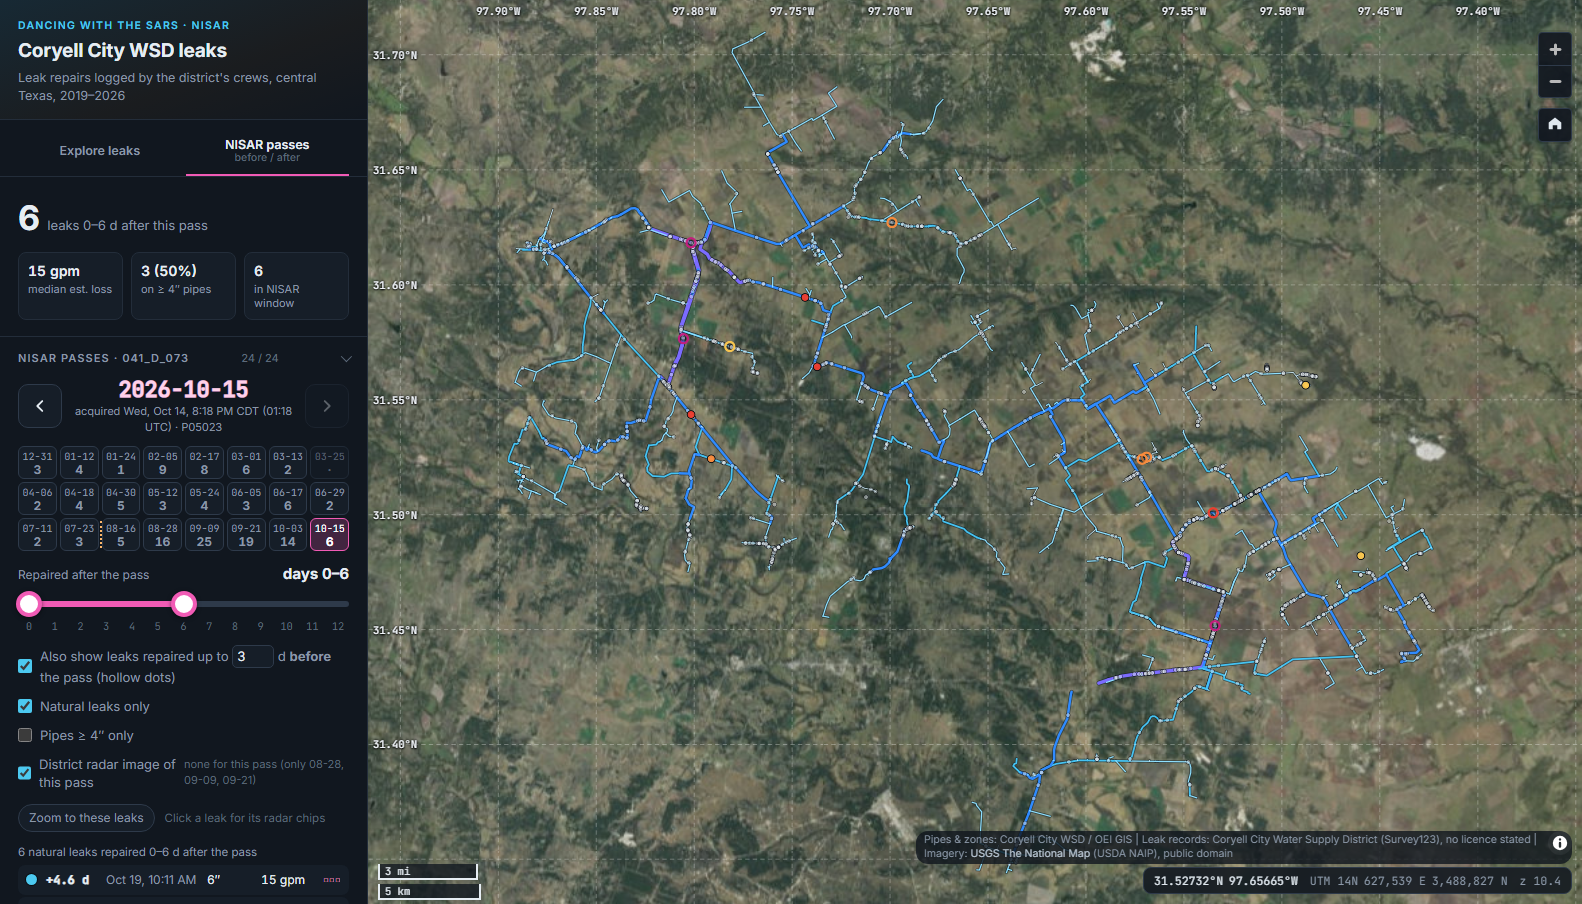 DANCING WITH THE SARS · NISAR
Coryell City WSD leaks
Leak repairs logged by the district's crews, central
Texas, 2019–2026
Explore leaks
NISAR passes
before / after
6 leaks 0–6 d after this pass
15 gpm
median est. loss
3 (50%)
on ≥ 4″ pipes
6
in NISAR
window
NISAR PASSES · 041_D_073
24 / 24
2026-10-15
acquired Wed, Oct 14, 8:18 PM CDT (01:18
UTC) · P05023
12-31 01-12 01-24 02-05 02-17 03-01 03-13 03-25
3 4 1 9 8 6 2 ·
04-06 04-18 04-30 05-12 05-24 06-05 06-17 06-29
2 4 5 3 4 3 6 2
07-11 07-23 08-16 08-28 09-09 09-21 10-03 10-15
2 3 5 16 25 19 14 6
Repaired after the pass days 0–6
0 1 2 3 4 5 6 7 8 9 10 11 12
Also show leaks repaired up to 3 d before
the pass (hollow dots)
Natural leaks only
Pipes ≥ 4″ only
District radar image of
this pass
none for this pass (only 08-28,
09-09, 09-21)
Zoom to these leaks
Click a leak for its radar chips
6 natural leaks repaired 0–6 d after the pass
+4.6 d Oct 19, 10:11 AM 6″ 15 gpm
97.90°W 97.85°W 97.80°W 97.75°W 97.70°W 97.65°W 97.60°W 97.55°W 97.50°W 97.45°W 97.40°W
31.70°N
31.65°N
31.60°N
31.55°N
31.50°N
31.45°N
31.40°N
+
−
3 mi
5 km
Pipes & zones: Coryell City WSD / OEI GIS | Leak records: Coryell City Water Supply District (Survey123), no licence stated |
Imagery: USGS The National Map (USDA NAIP), public domain
31.52732°N 97.65665°W UTM 14N 627,539 E 3,488,827 N z 10.4